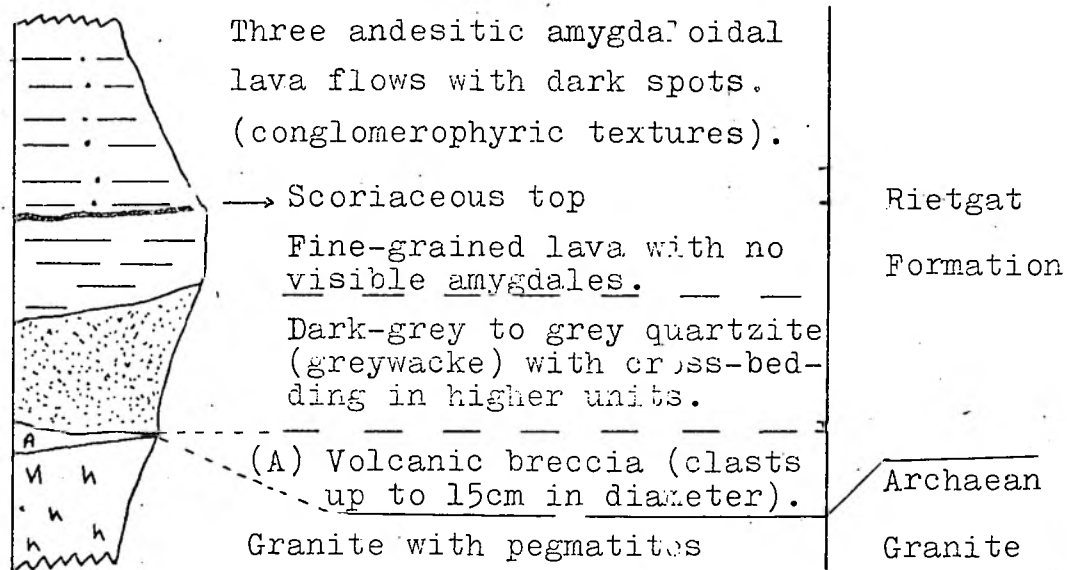 Three andesitic amygdaloidal
lava flows with dark spots.
(conglomerophyric textures).
Scoriaceous top
Fine-grained lava with no
visible amygdales.
Dark-grey to grey quartzite
(greywacke) with cross-bed-
ding in higher units.
A
(A) Volcanic breccia (clasts
up to 15cm in diameter).
Granite with pegmatites
Rietgat
Formation
Archaean
Granite